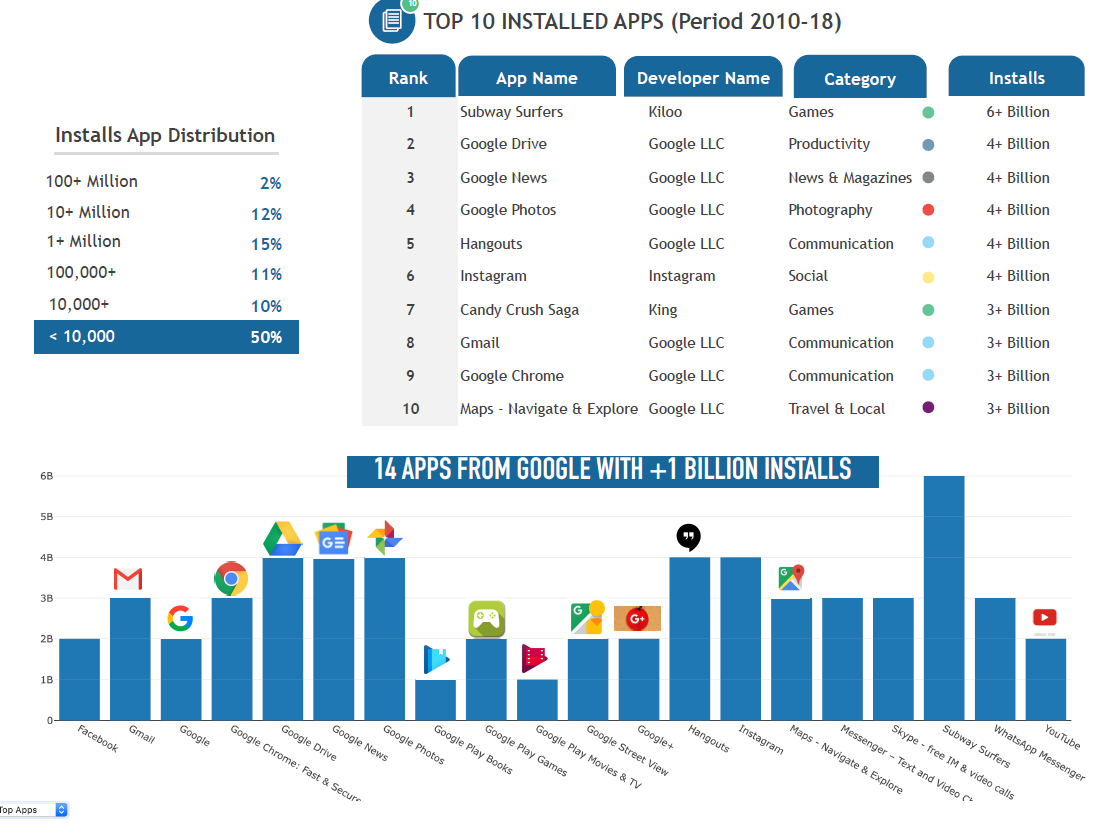 10
TOP 10 INSTALLED APPS (Period 2010-18)
Rank App Name Developer Name Category Installs
1 Subway Surfers Kiloo Games 6+ Billion
2 Google Drive Google LLC Productivity 4+ Billion
3 Google News Google LLC News & Magazines 4+ Billion
4 Google Photos Google LLC Photography 4+ Billion
5 Hangouts Google LLC Communication 4+ Billion
6 Instagram Instagram Social 4+ Billion
7 Candy Crush Saga King Games 3+ Billion
8 Gmail Google LLC Communication 3+ Billion
9 Google Chrome Google LLC Communication 3+ Billion
10 Maps - Navigate & Explore Google LLC Travel & Local 3+ Billion
Installs App Distribution
100+ Million 2%
10+ Million 12%
1+ Million 15%
100,000+ 11%
10,000+ 10%
< 10,000 50%
14 APPS FROM GOOGLE WITH +1 BILLION INSTALLS
6B
5B
4B
3B
2B
1B
0
GE
G
G
G+
Facebook
Gmail
Google
Google Chrome: Fast & Secure
Google Drive
Google News
Google Photos
Google Play Books
Google Play Games
Google Play Movies & TV
Google Street View
Google+
Hangouts
Instagram
Maps - Navigate & Explore
Messenger – Text and Video
Skype - free IM & video calls
Subway Surfers
WhatsApp Messenger
YouTube
Top Apps